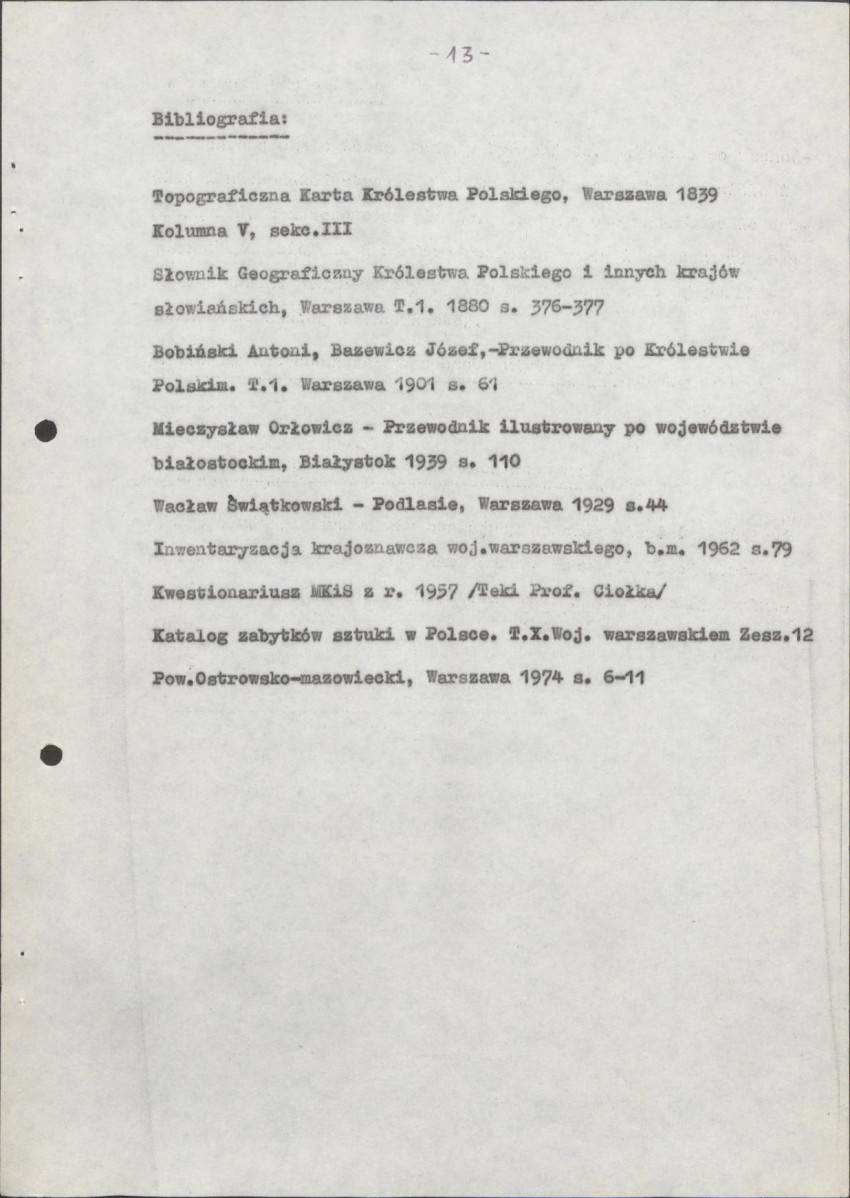 -13-
Bibliografia:
Topograficzna Karta Królestwa Polskiego, Warszawa 1839
Kolumna V, sekc.III
Słownik Geograficzny Królestwa Polskiego i innych krajów
słowiańskich, Warszawa T.1. 1880 s. 376-377
Bobiński Antoni, Bazewicz Józef,-Przewodnik po Królestwie
Polskim. T.1. Warszawa 1901 s. 61
Mieczysław Orłowicz - Przewodnik ilustrowany po województwie
białostockim, Białystok 1939 s. 110
Wacław Świątkowski - Podlasie, Warszawa 1929 s.44
Inwentaryzacja krajoznawcza woj.warszawskiego, b.m. 1962 s.79
Kwestionariusz MKiS z r. 1957 /Teki Prof. Ciołka/
Katalog zabytków sztuki w Polsce. T.X.Woj. warszawskiem Zesz.12
Pow.Ostrowsko-mazowiecki, Warszawa 1974 s. 6-11